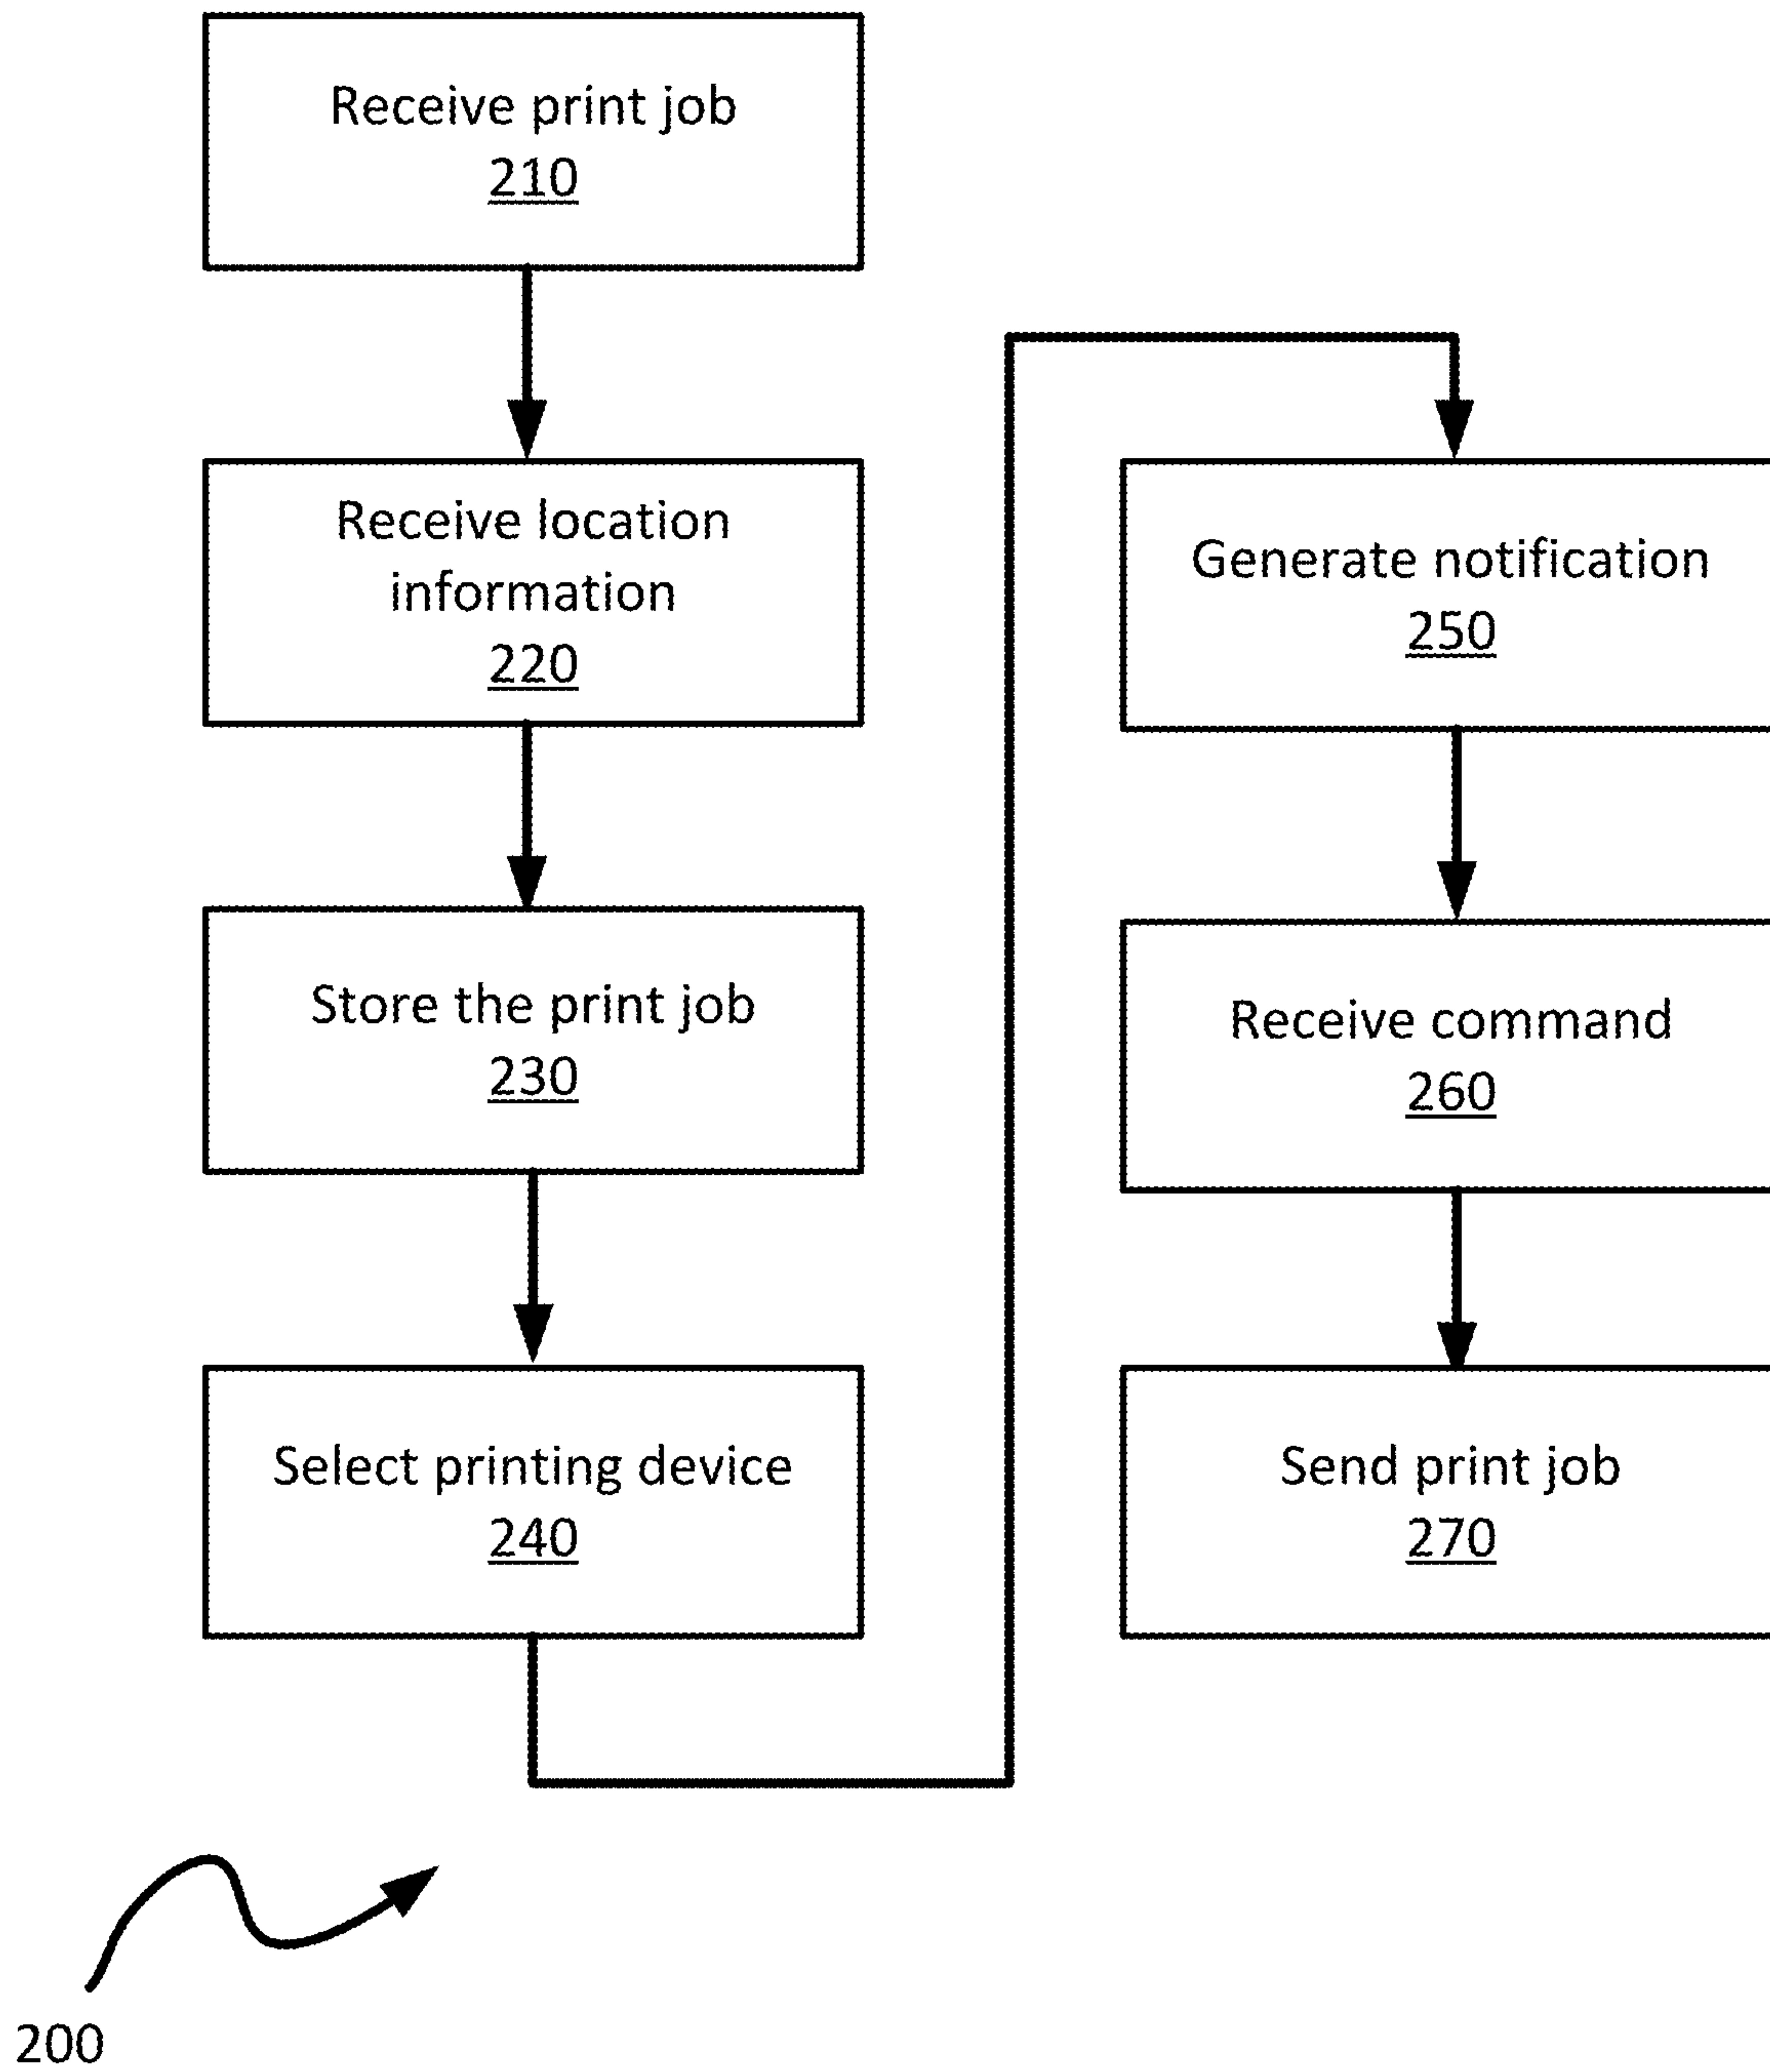 Receive print job
210
Receive location
information
220
Store the print job
230
Select printing device
240
Generate notification
250
Receive command
260
Send print job
270
200